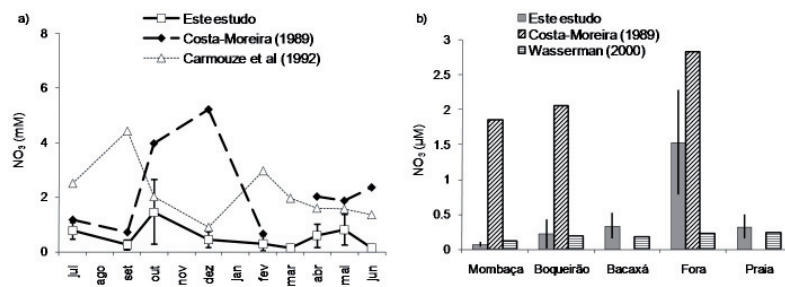 a)
Este estudo
Costa-Moreira (1989)
Carmouze et al (1992)
NO3 (mM)
8
6
4
2
0
jul
ago
set
out
nov
dez
jan
fev
mar
abr
mai
jun
b)
Este estudo
Costa-Moreira (1989)
Wasserman (2000)
NO3 (µM)
3
2.5
2
1.5
1
0.5
0
Mombaça
Boqueirão
Bacaxá
Fora
Praia